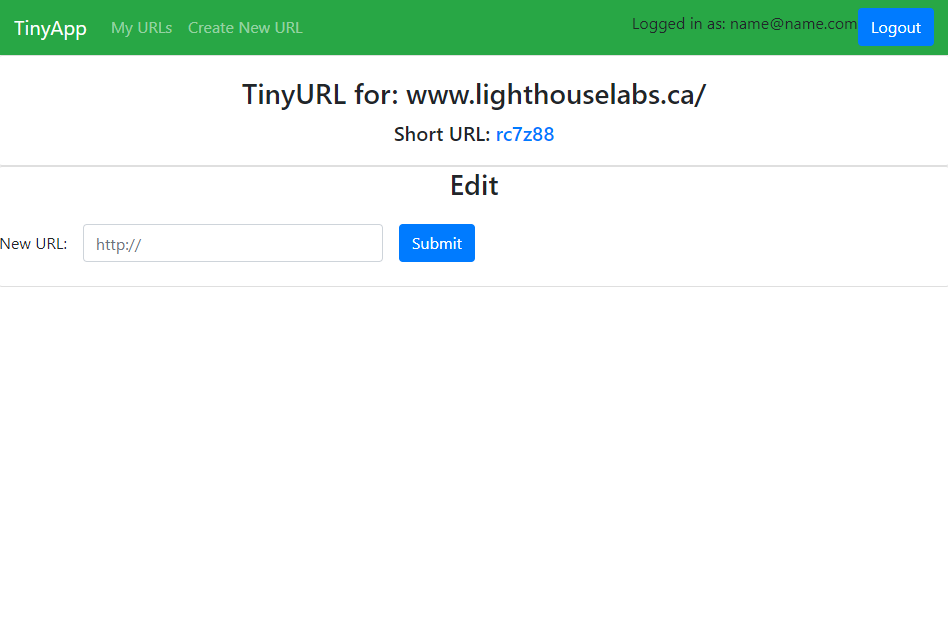 TinyApp My URLs Create New URL Logged in as: name@name.com Logout
TinyURL for: www.lighthouselabs.ca/
Short URL: rc7z88
Edit
New URL: http:// Submit